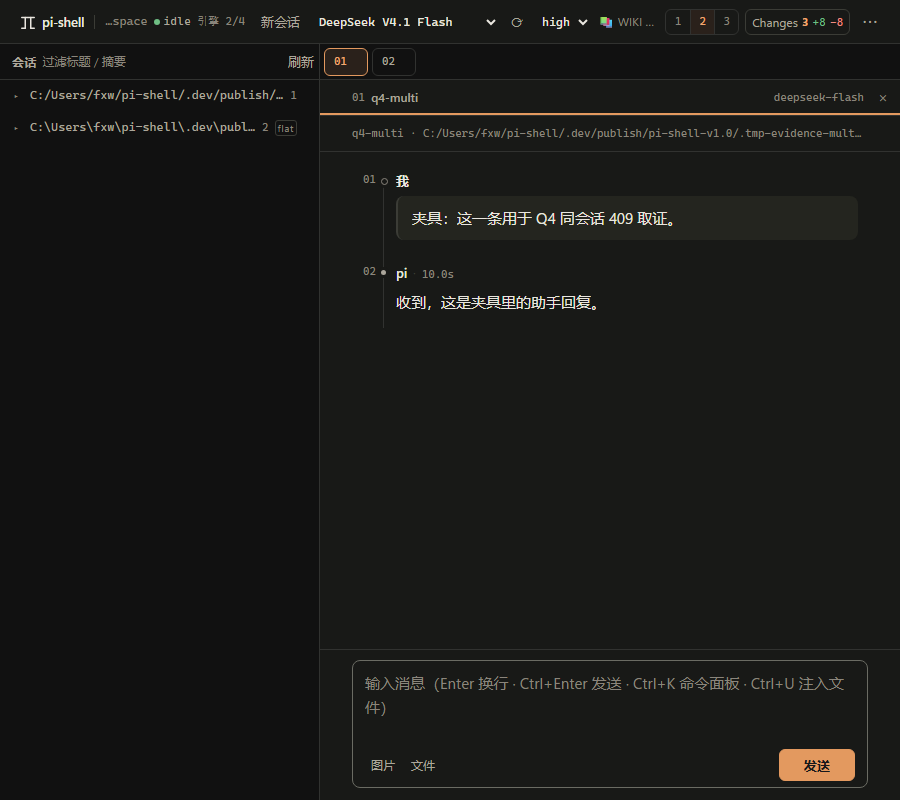 pi-shell …space idle 引擎 2/4 新会话 DeepSeek V4.1 Flash high WIKI … 1 2 3 Changes 3 +8 −8 ⋯
会话 过滤标题 / 摘要 刷新
01 02
C:/Users/fxw/pi-shell/.dev/publish/… 1
C:\Users\fxw\pi-shell\.dev\publ… 2 flat
01 q4-multi deepseek-flash ×
q4-multi · C:/Users/fxw/pi-shell/.dev/publish/pi-shell-v1.0/.tmp-evidence-mult…
01 我
夹具：这一条用于 Q4 同会话 409 取证。
02 pi · 10.0s
收到，这是夹具里的助手回复。
输入消息（Enter 换行 · Ctrl+Enter 发送 · Ctrl+K 命令面板 · Ctrl+U 注入文
件）
图片 文件 发送